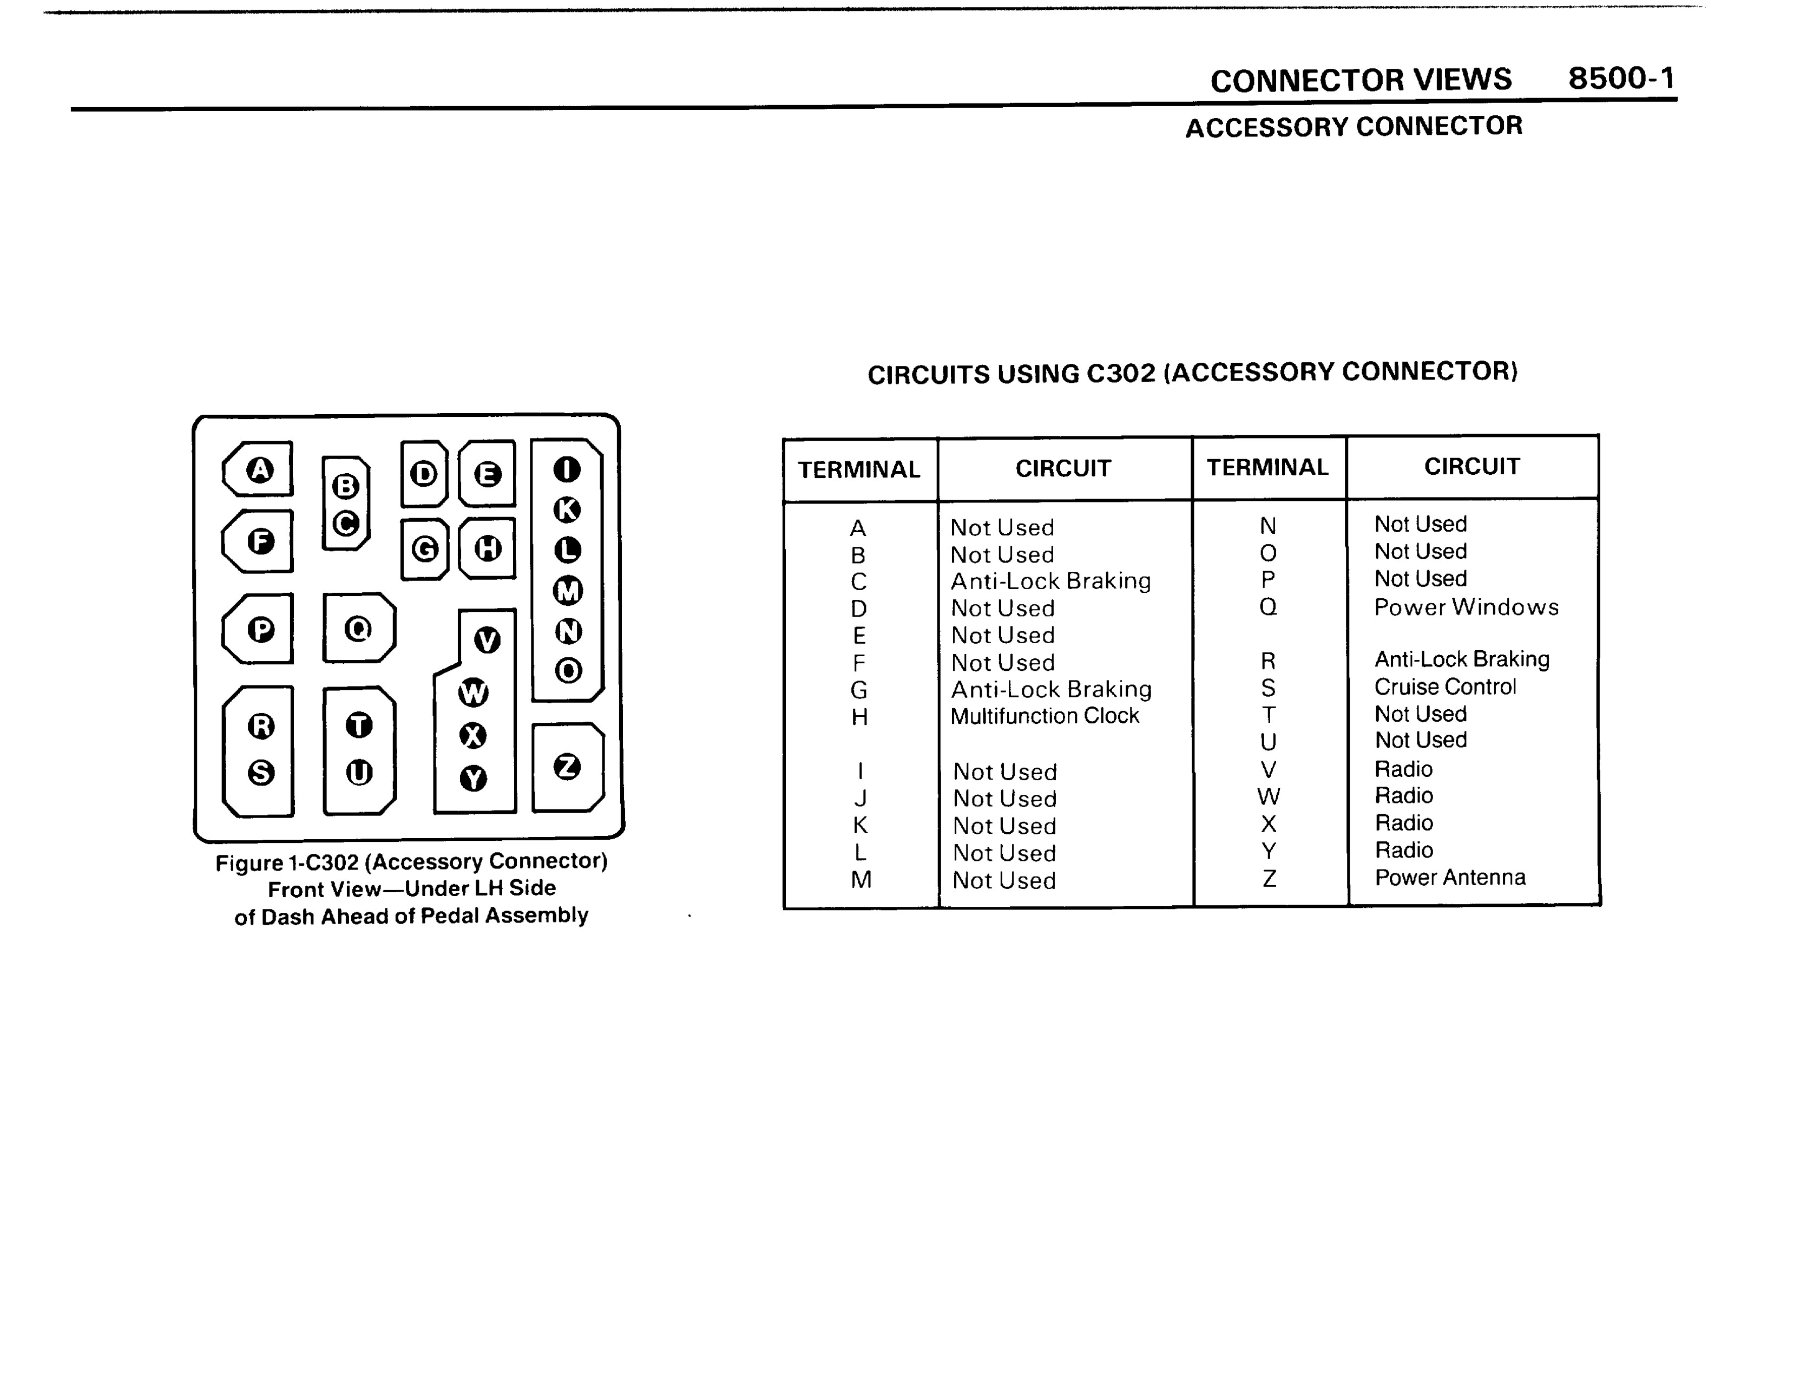 CONNECTOR VIEWS 8500-1
ACCESSORY CONNECTOR
CIRCUITS USING C302 (ACCESSORY CONNECTOR)
A B C D E I
F G H K
L
M
P Q V N
W O
R T X
S U Y Z
Figure 1-C302 (Accessory Connector)
Front View—Under LH Side
of Dash Ahead of Pedal Assembly
TERMINAL CIRCUIT TERMINAL CIRCUIT
A Not Used N Not Used
B Not Used O Not Used
C Anti-Lock Braking P Not Used
D Not Used Q Power Windows
E Not Used
F Not Used R Anti-Lock Braking
G Anti-Lock Braking S Cruise Control
H Multifunction Clock T Not Used
U Not Used
I Not Used V Radio
J Not Used W Radio
K Not Used X Radio
L Not Used Y Radio
M Not Used Z Power Antenna